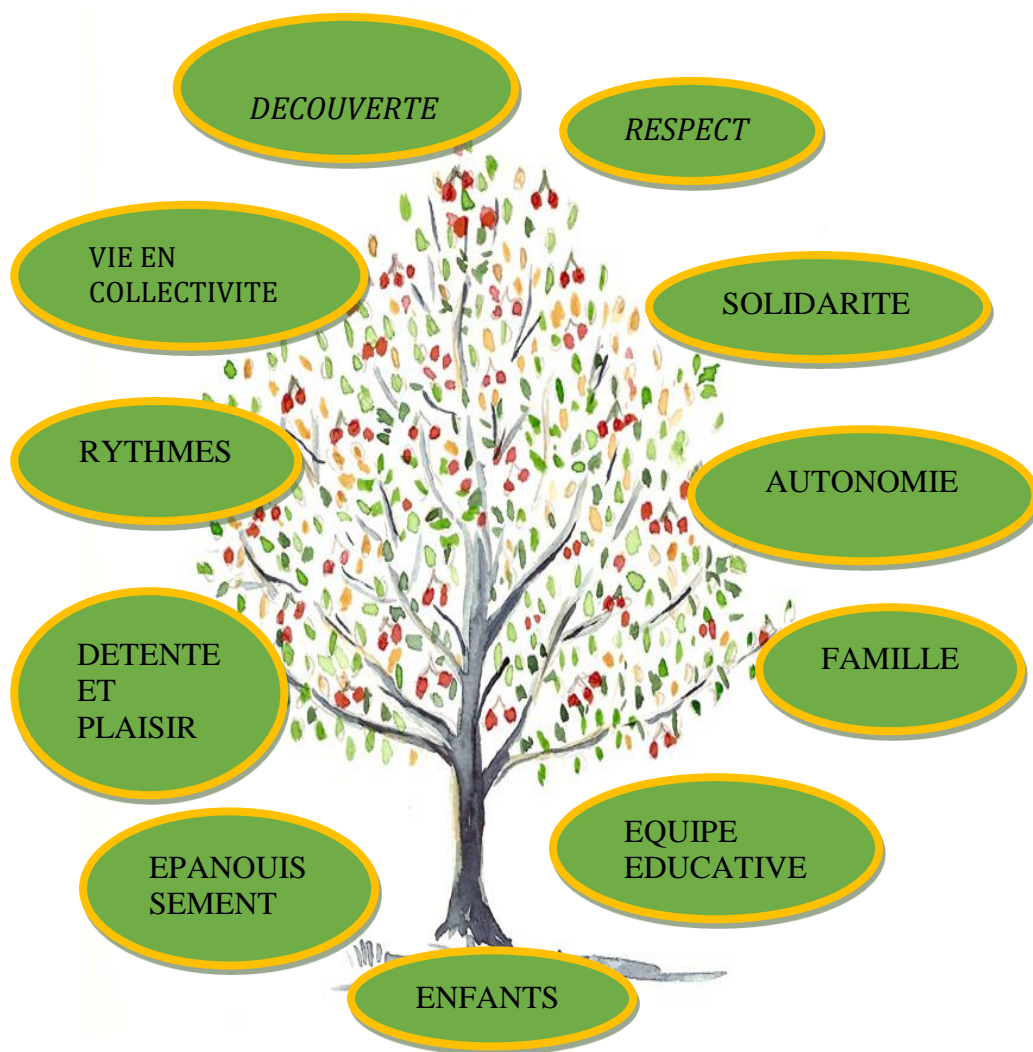 DECOUVERTE
RESPECT
VIE EN
COLLECTIVITE
SOLIDARITE
RYTHMES
AUTONOMIE
DETENTE
ET
PLAISIR
FAMILLE
EQUIPE
EDUCATIVE
EPANOUIS
SEMENT
ENFANTS